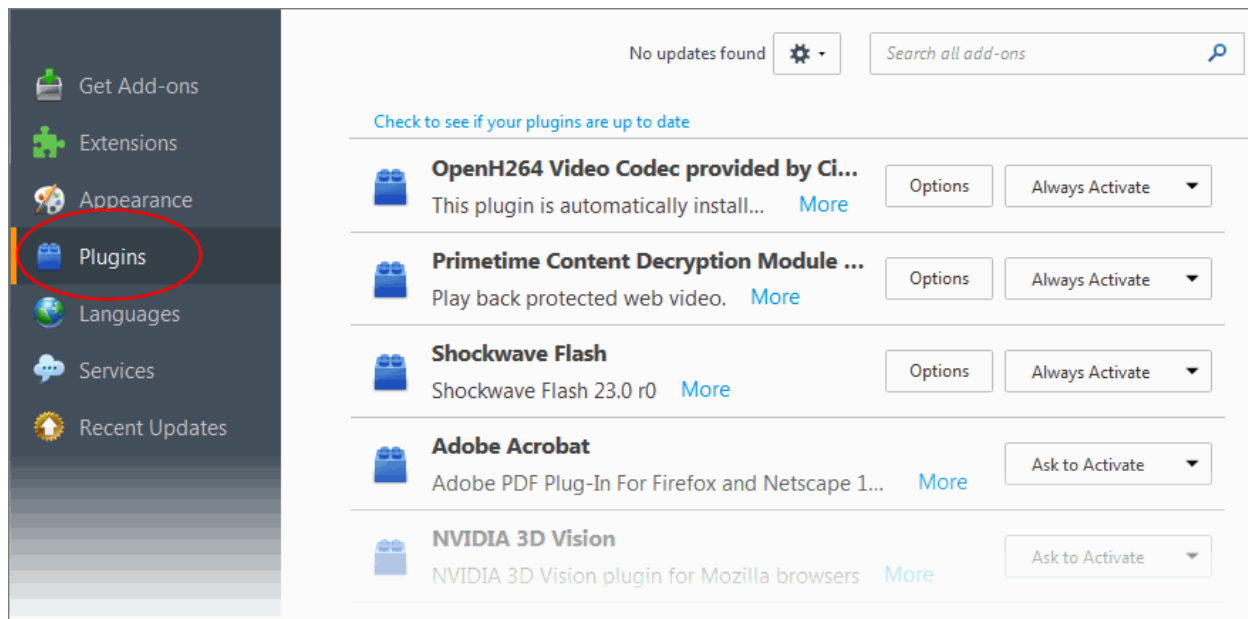 No updates found
Search all add-ons
Get Add-ons
Extensions
Appearance
Plugins
Languages
Services
Recent Updates
Check to see if your plugins are up to date
OpenH264 Video Codec provided by Ci...
This plugin is automatically install... More
Options
Always Activate
Primetime Content Decryption Module ...
Play back protected web video. More
Options
Always Activate
Shockwave Flash
Shockwave Flash 23.0 r0 More
Options
Always Activate
Adobe Acrobat
Adobe PDF Plug-In For Firefox and Netscape 1... More
Ask to Activate
NVIDIA 3D Vision
NVIDIA 3D Vision plugin for Mozilla browsers More
Ask to Activate